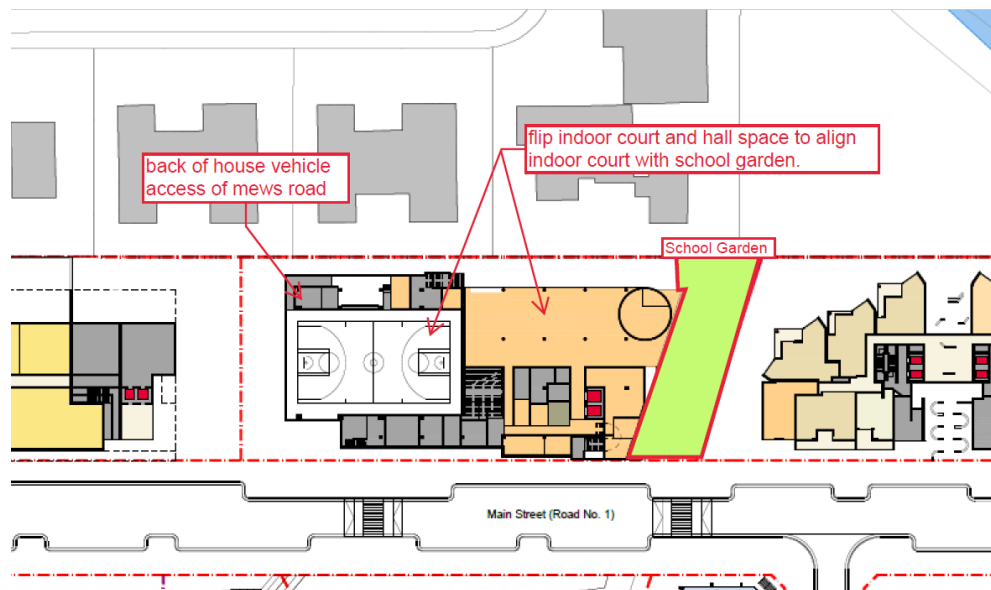 flip indoor court and hall space to align
indoor court with school garden.
back of house vehicle
access of mews road
School Garden
Main Street (Road No. 1)